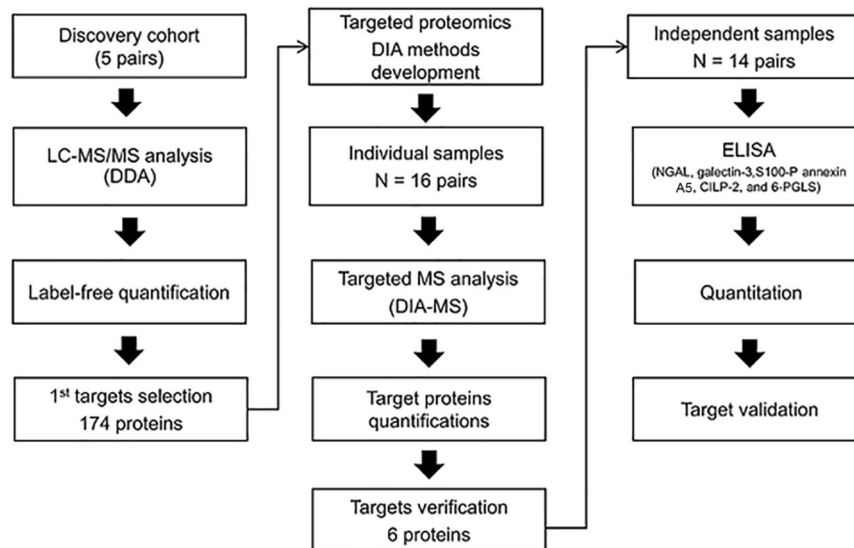 Discovery cohort
(5 pairs)
LC-MS/MS analysis
(DDA)
Label-free quantification
1st targets selection
174 proteins
Targeted proteomics
DIA methods
development
Individual samples
N = 16 pairs
Targeted MS analysis
(DIA-MS)
Target proteins
quantifications
Targets verification
6 proteins
Independent samples
N = 14 pairs
ELISA
(NGAL, galectin-3,S100-P annexin
A5, CILP-2, and 6-PGLS)
Quantitation
Target validation